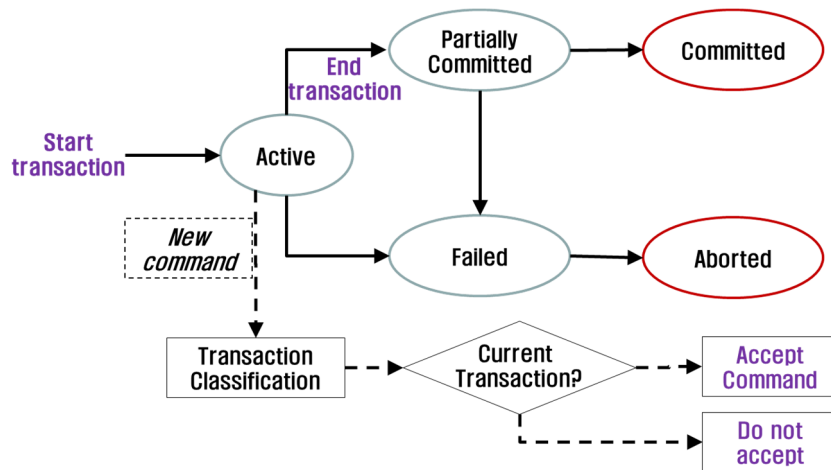 Partially
Committed
Committed
End
transaction
Start
transaction
Active
New
command
Failed
Aborted
Transaction
Classification
Current
Transaction?
Accept
Command
Do not
accept